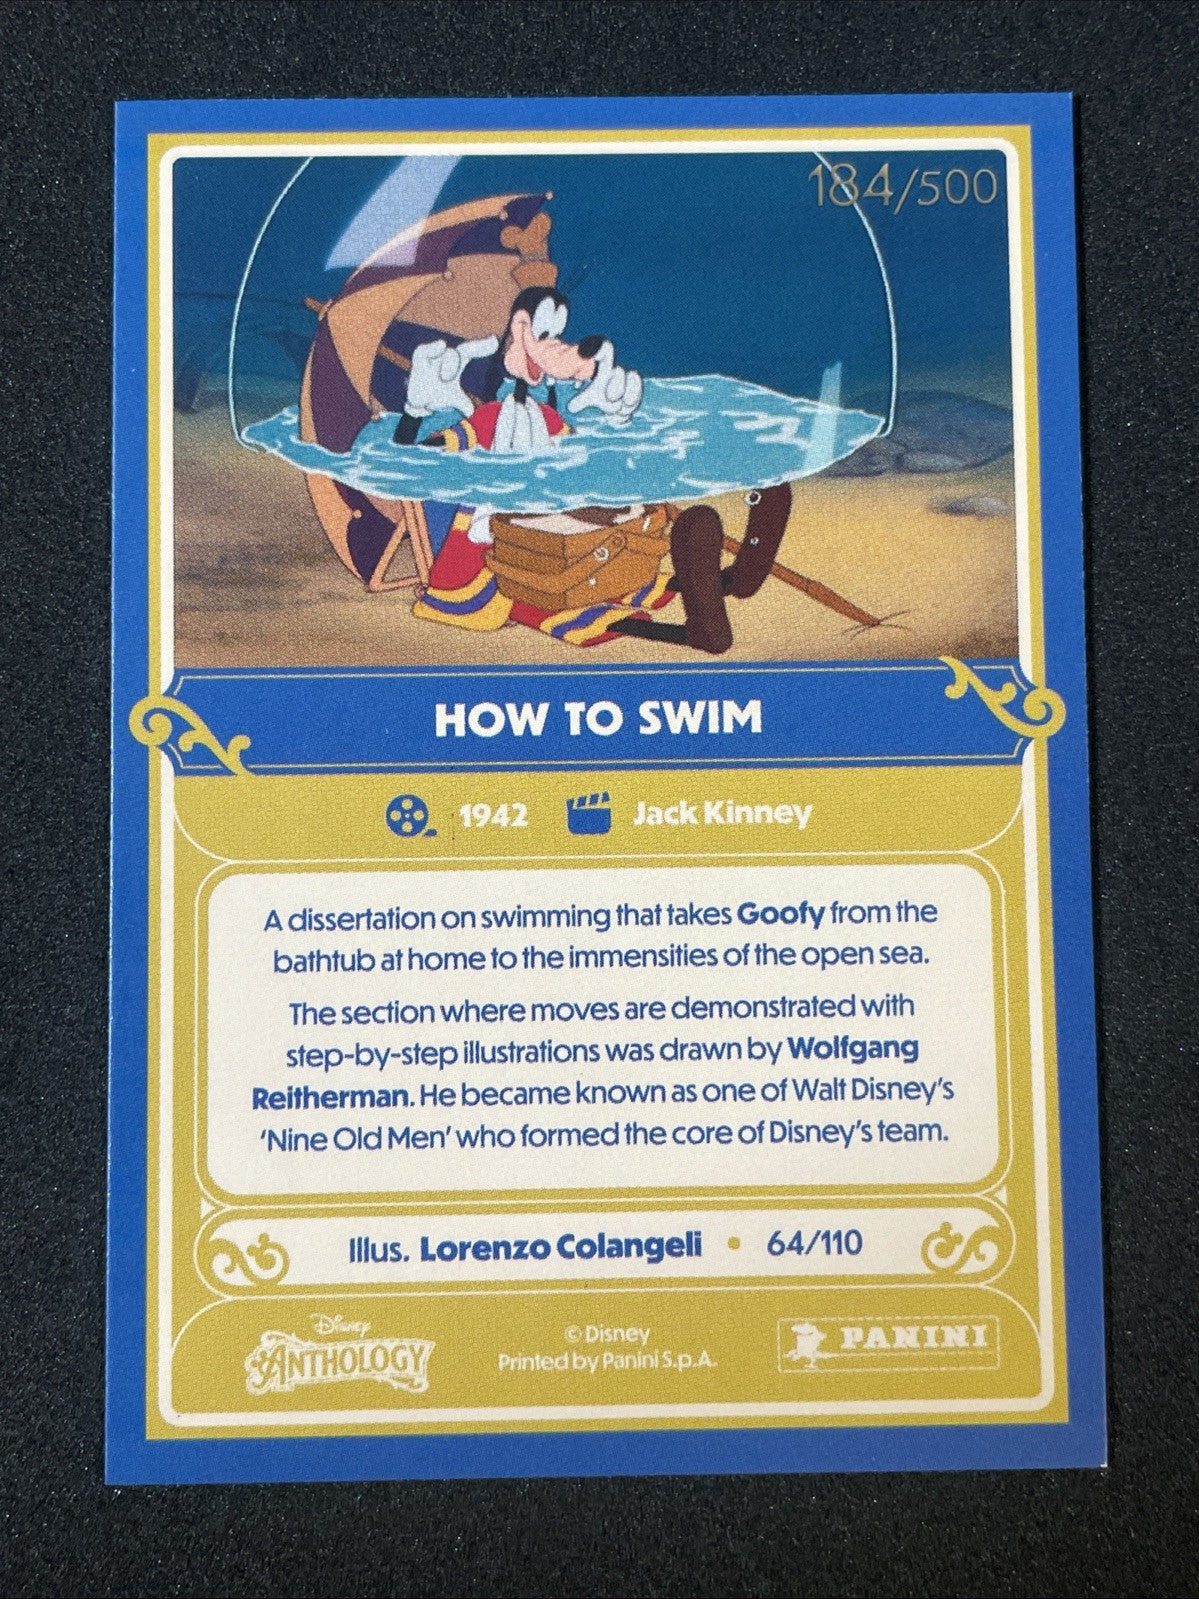 184/500
HOW TO SWIM
1942 Jack Kinney
A dissertation on swimming that takes Goofy from the
bathtub at home to the immensities of the open sea.
The section where moves are demonstrated with
step-by-step illustrations was drawn by Wolfgang
Reitherman. He became known as one of Walt Disney's
'Nine Old Men' who formed the core of Disney's team.
Illus. Lorenzo Colangeli • 64/110
Disney
ANTHOLOGY
© Disney
Printed by Panini S.p.A.
PANINI